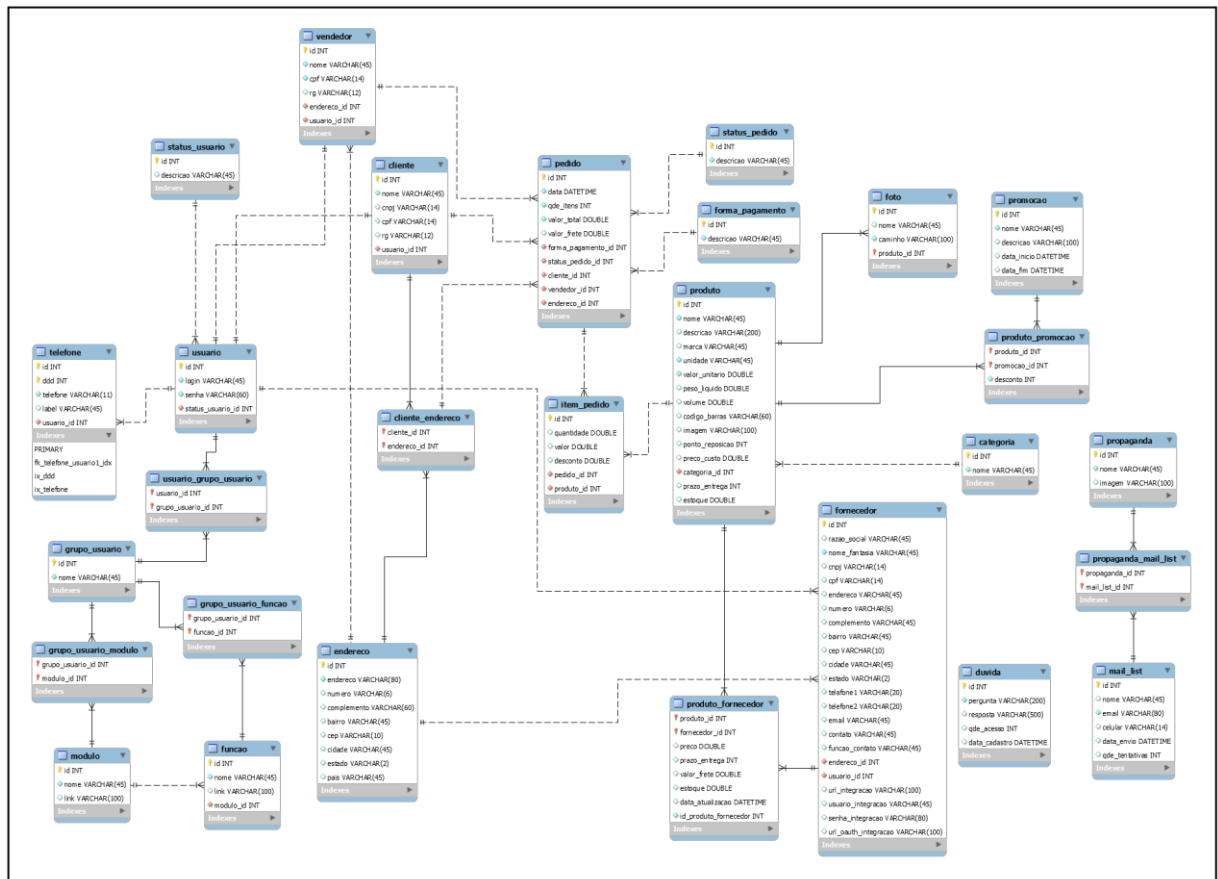 vendedor
id INT
nome VARCHAR(45)
cpf VARCHAR(14)
rg VARCHAR(12)
endereco_id INT
usuario_id INT
Indexes
status_usuario
id INT
descricao VARCHAR(45)
Indexes
cliente
id INT
nome VARCHAR(45)
cnpj VARCHAR(14)
cpf VARCHAR(14)
rg VARCHAR(12)
usuario_id INT
Indexes
pedido
id INT
data DATETIME
qde_itens INT
valor_total DOUBLE
valor_frete DOUBLE
forma_pagamento_id INT
status_pedido_id INT
cliente_id INT
vendedor_id INT
endereco_id INT
Indexes
status_pedido
id INT
descricao VARCHAR(45)
Indexes
forma_pagamento
id INT
descricao VARCHAR(45)
Indexes
foto
id INT
nome VARCHAR(45)
caminho VARCHAR(100)
produto_id INT
Indexes
promocao
id INT
nome VARCHAR(45)
descricao VARCHAR(100)
data_inicio DATETIME
data_fim DATETIME
Indexes
telefone
id INT
ddd INT
telefone VARCHAR(11)
label VARCHAR(45)
usuario_id INT
Indexes
PRIMARY
fk_telefone_usuario1_idx
ix_ddd
ix_telefone
usuario
id INT
login VARCHAR(45)
senha VARCHAR(60)
status_usuario_id INT
Indexes
cliente_endereco
cliente_id INT
endereco_id INT
Indexes
item_pedido
id INT
quantidade DOUBLE
valor DOUBLE
desconto DOUBLE
pedido_id INT
produto_id INT
Indexes
produto
id INT
nome VARCHAR(45)
descricao VARCHAR(200)
marca VARCHAR(45)
unidade VARCHAR(45)
valor_unitario DOUBLE
peso_liquido DOUBLE
volume DOUBLE
codigo_barras VARCHAR(60)
imagem VARCHAR(100)
ponto_reposicao INT
preco_custo DOUBLE
categoria_id INT
prazo_entrega INT
estoque DOUBLE
Indexes
produto_promocao
produto_id INT
promocao_id INT
desconto INT
Indexes
categoria
id INT
nome VARCHAR(45)
Indexes
propaganda
id INT
nome VARCHAR(45)
imagem VARCHAR(100)
Indexes
usuario_grupo_usuario
usuario_id INT
grupo_usuario_id INT
Indexes
grupo_usuario
id INT
nome VARCHAR(45)
Indexes
grupo_usuario_funcao
grupo_usuario_id INT
funcao_id INT
Indexes
grupo_usuario_modulo
grupo_usuario_id INT
modulo_id INT
Indexes
modulo
id INT
nome VARCHAR(45)
link VARCHAR(100)
Indexes
funcao
id INT
nome VARCHAR(45)
link VARCHAR(100)
modulo_id INT
Indexes
endereco
id INT
endereco VARCHAR(80)
numero VARCHAR(6)
complemento VARCHAR(60)
bairro VARCHAR(45)
cep VARCHAR(10)
cidade VARCHAR(45)
estado VARCHAR(2)
pais VARCHAR(45)
Indexes
produto_fornecedor
produto_id INT
fornecedor_id INT
preco DOUBLE
prazo_entrega INT
valor_frete DOUBLE
estoque DOUBLE
data_atualizacao DATETIME
id_produto_fornecedor INT
Indexes
fornecedor
id INT
razao_social VARCHAR(45)
nome_fantasia VARCHAR(45)
cnpj VARCHAR(14)
cpf VARCHAR(14)
endereco VARCHAR(45)
numero VARCHAR(6)
complemento VARCHAR(45)
bairro VARCHAR(45)
cep VARCHAR(10)
cidade VARCHAR(45)
estado VARCHAR(2)
telefone1 VARCHAR(20)
telefone2 VARCHAR(20)
email VARCHAR(45)
contato VARCHAR(45)
funcao_contato VARCHAR(45)
endereco_id INT
usuario_id INT
url_integracao VARCHAR(100)
usuario_integracao VARCHAR(45)
senha_integracao VARCHAR(80)
url_oauth_integracao VARCHAR(100)
Indexes
duvida
id INT
pergunta VARCHAR(200)
resposta VARCHAR(500)
qde_acesso INT
data_cadastro DATETIME
Indexes
propaganda_mail_list
propaganda_id INT
mail_list_id INT
Indexes
mail_list
id INT
nome VARCHAR(45)
email VARCHAR(80)
celular VARCHAR(14)
data_envio DATETIME
qde_tentativas INT
Indexes